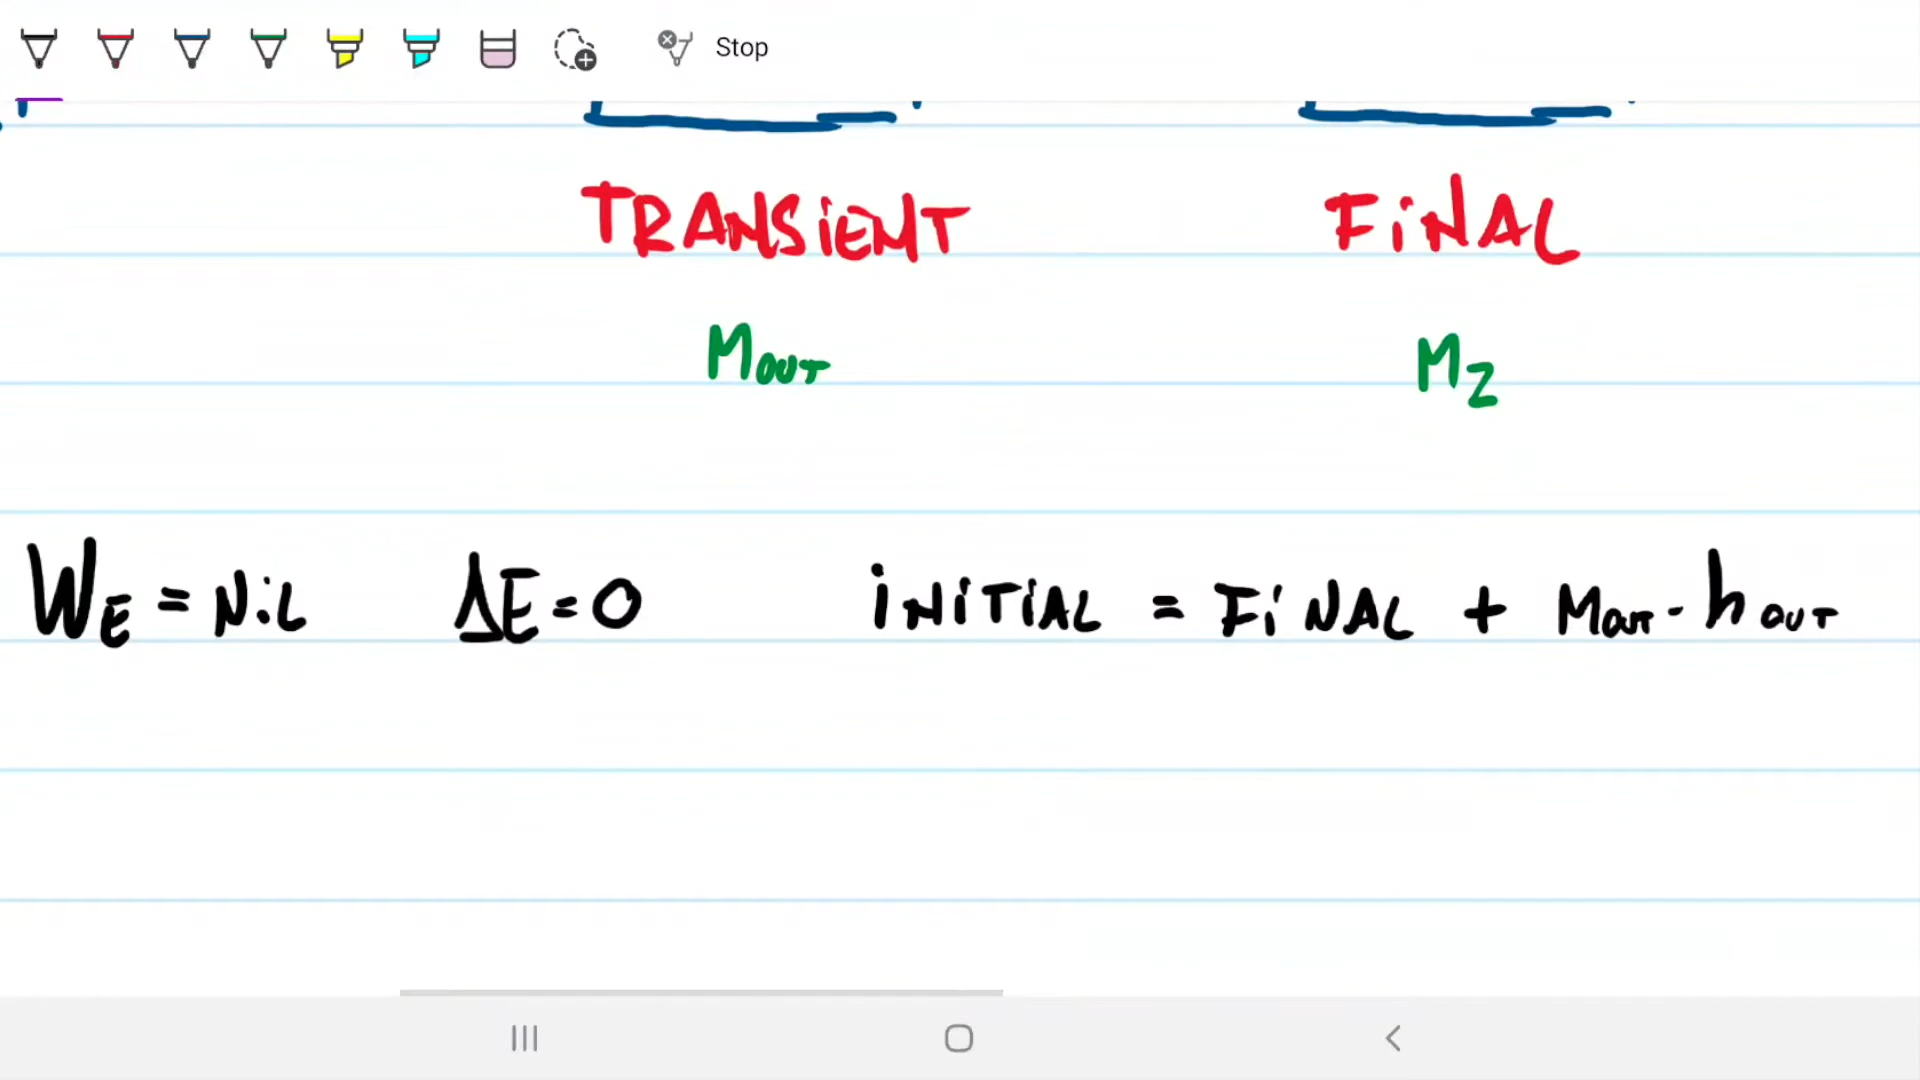 Stop
TRANSiENT FiNAL
MOUT M2
WE = NiL ΔE=0 iNiTiAL = FiNAL + MOUT · hOUT